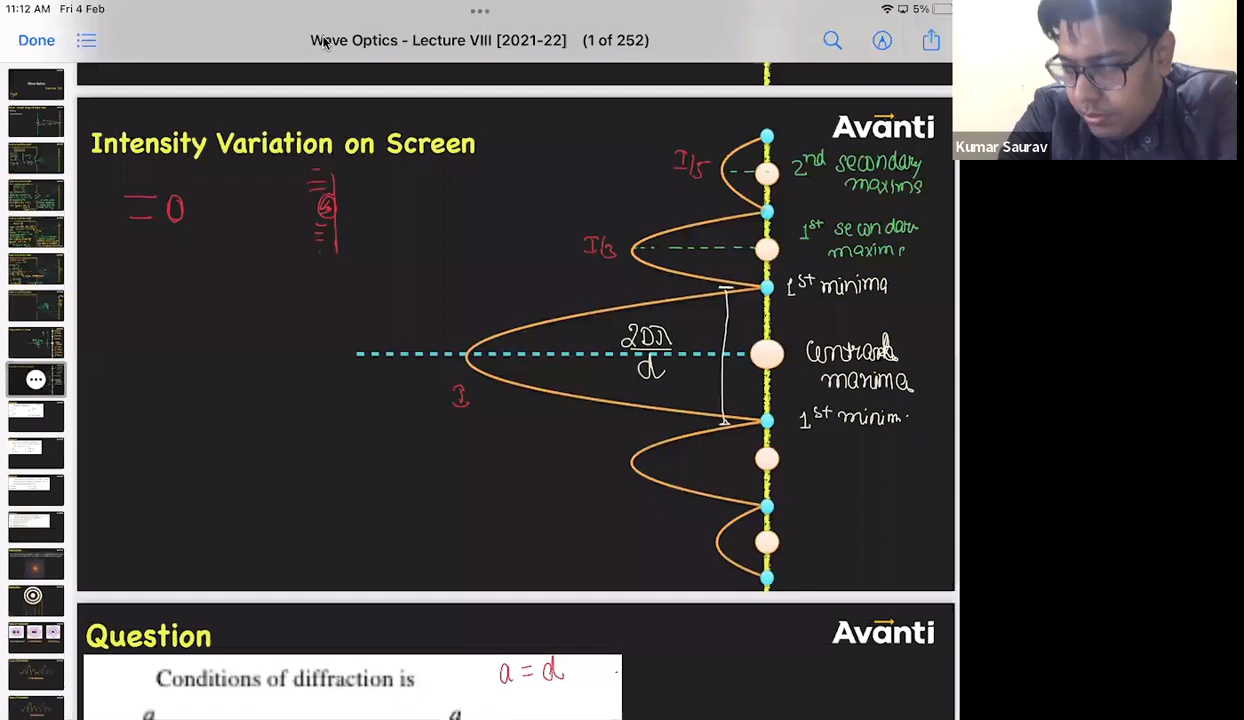 11:12 AM Fri 4 Feb
5%
Done
Wave Optics - Lecture VIII [2021-22] (1 of 252)
Kumar Saurav
Intensity Variation on Screen
Avanti
= 0
I/5
2nd secondary
maxima
I/3
1st secondary
maxima
1st minima
2Dλ
d
Central
maxima
I
1st minim.
Question
Avanti
Conditions of diffraction is
a = d
a
a